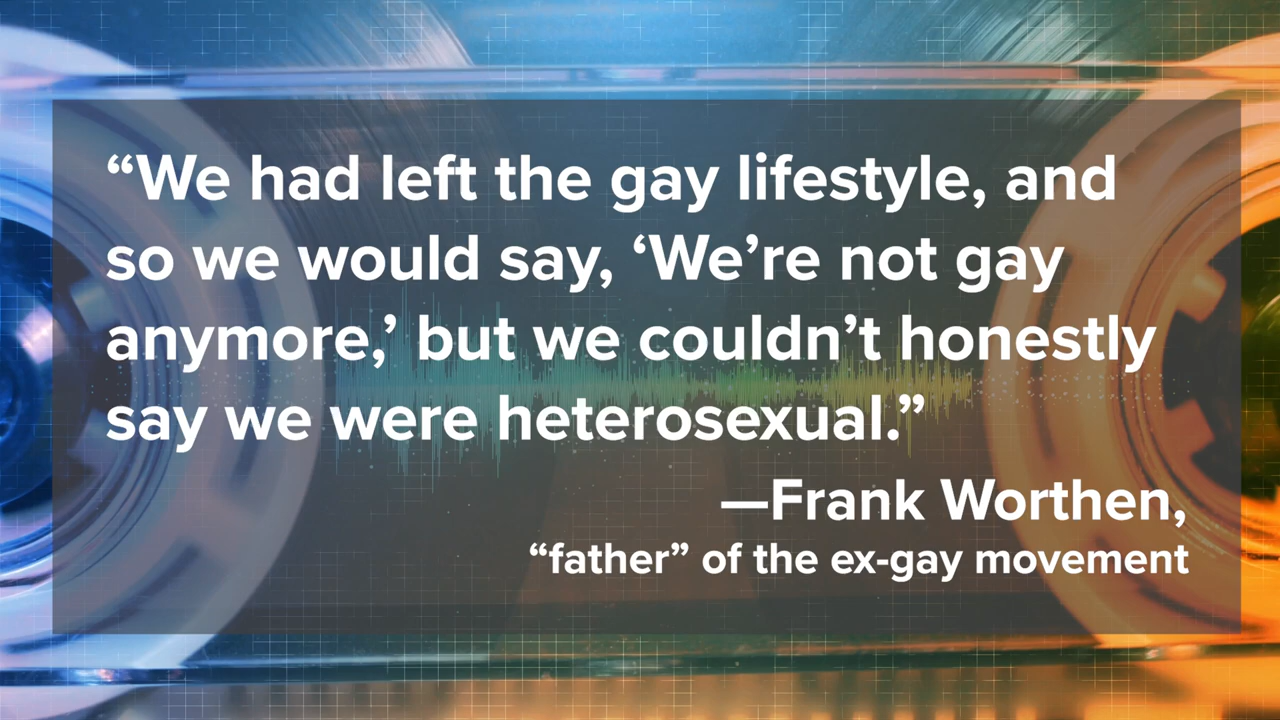 “We had left the gay lifestyle, and
so we would say, ‘We’re not gay
anymore,’ but we couldn’t honestly
say we were heterosexual.”
—Frank Worthen,
“father” of the ex-gay movement